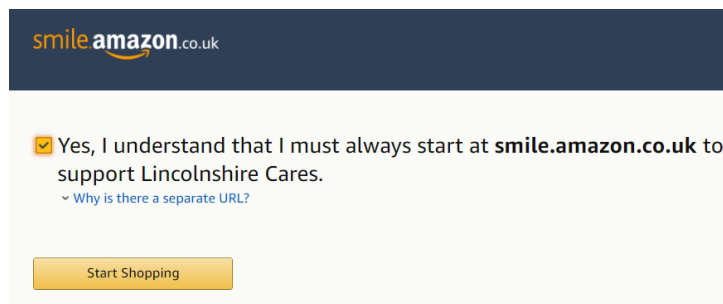 smile.amazon.co.uk
Yes, I understand that I must always start at smile.amazon.co.uk to
support Lincolnshire Cares.
Why is there a separate URL?
Start Shopping